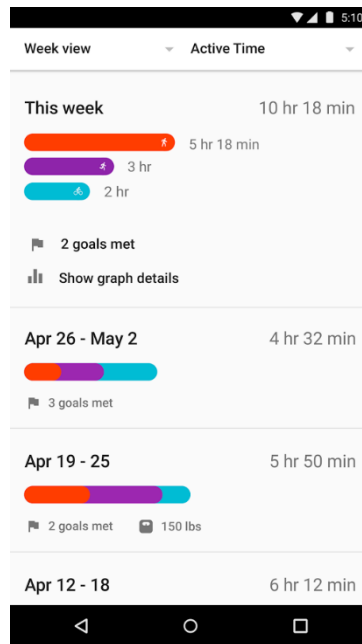 5:10
Week view Active Time
This week 10 hr 18 min
5 hr 18 min
3 hr
2 hr
2 goals met
Show graph details
Apr 26 - May 2 4 hr 32 min
3 goals met
Apr 19 - 25 5 hr 50 min
2 goals met 150 lbs
Apr 12 - 18 6 hr 12 min